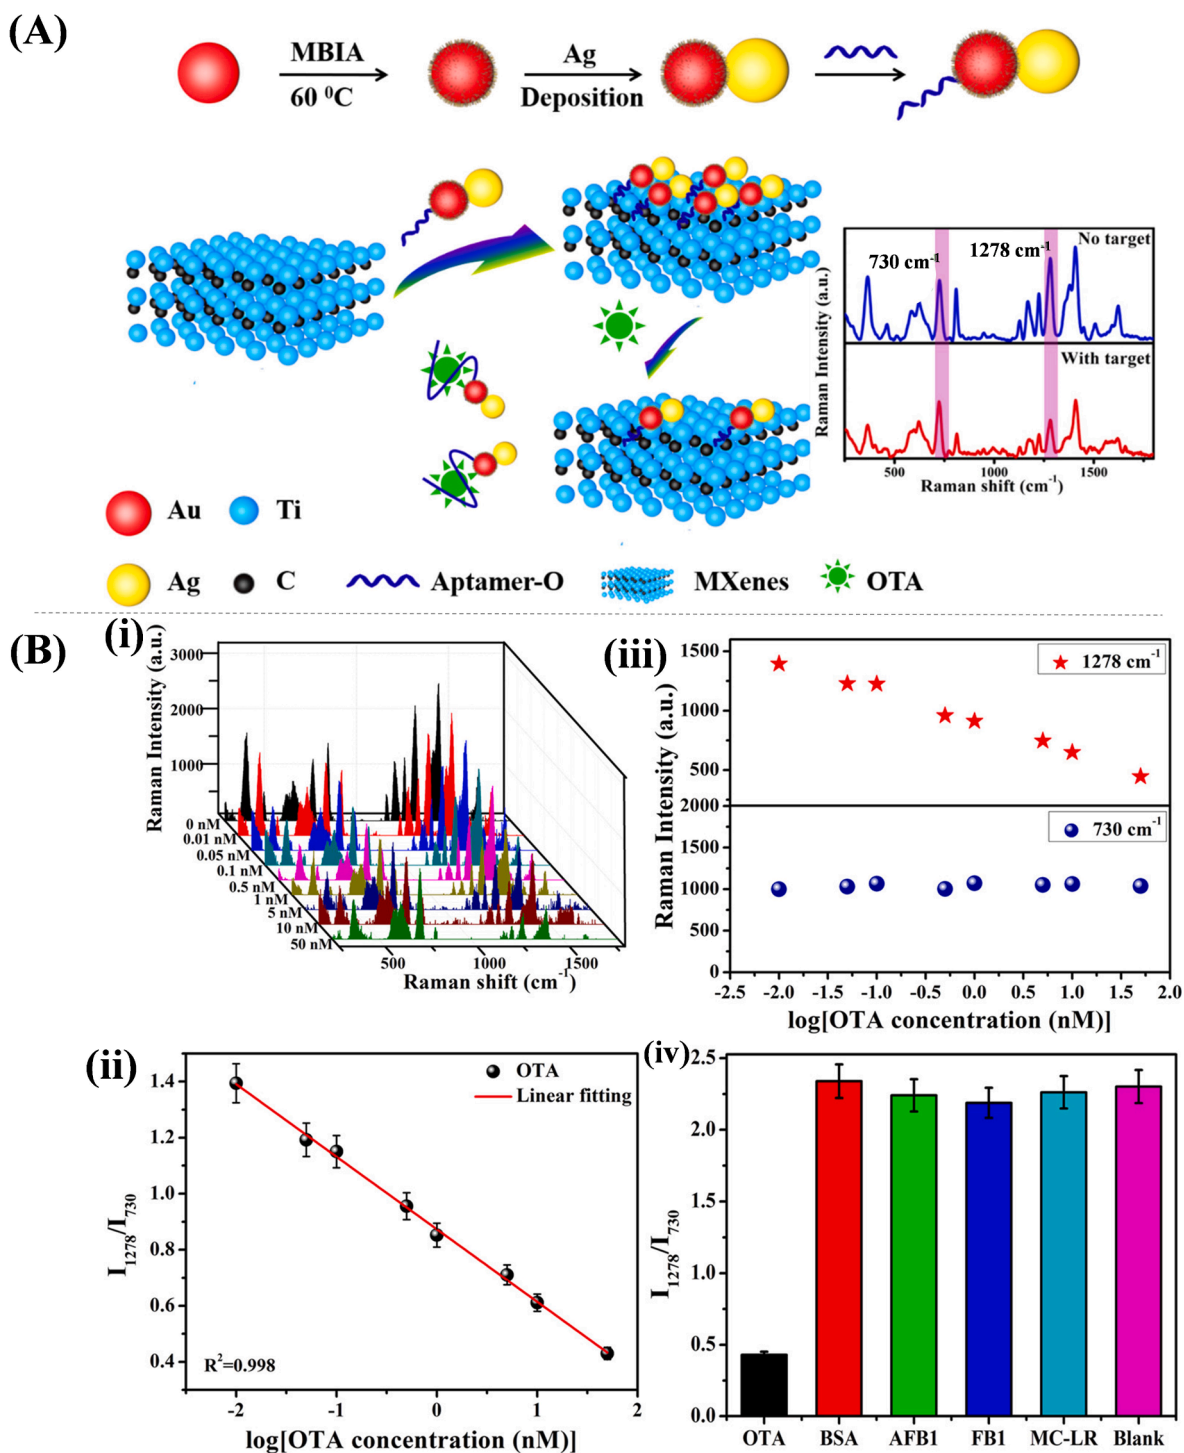 (A)
MBIA
60 ⁰C
Ag
Deposition
No target
730 cm⁻¹
1278 cm⁻¹
With target
Raman Intensity (a.u.)
500 1000 1500
Raman shift (cm⁻¹)
Au Ti
Ag C Aptamer-O MXenes OTA
(B)
(i)
Raman Intensity (a.u.)
3000
2000
1000
0 nM
0.01 nM
0.05 nM
0.1 nM
0.5 nM
1 nM
5 nM
10 nM
50 nM
500 1000 1500
Raman shift (cm⁻¹)
(iii)
Raman Intensity (a.u.)
1500
1000
500
2000
1500
1000
500
0
1278 cm⁻¹
730 cm⁻¹
-2.5 -2.0 -1.5 -1.0 -0.5 0.0 0.5 1.0 1.5 2.0
log[OTA concentration (nM)]
(ii)
I₁₂₇₈/I₇₃₀
1.4
1.2
1.0
0.8
0.6
0.4
OTA
Linear fitting
R²=0.998
-2 -1 0 1 2
log[OTA concentration (nM)]
(iv)
I₁₂₇₈/I₇₃₀
2.5
2.0
1.5
1.0
0.5
0.0
OTA BSA AFB1 FB1 MC-LR Blank